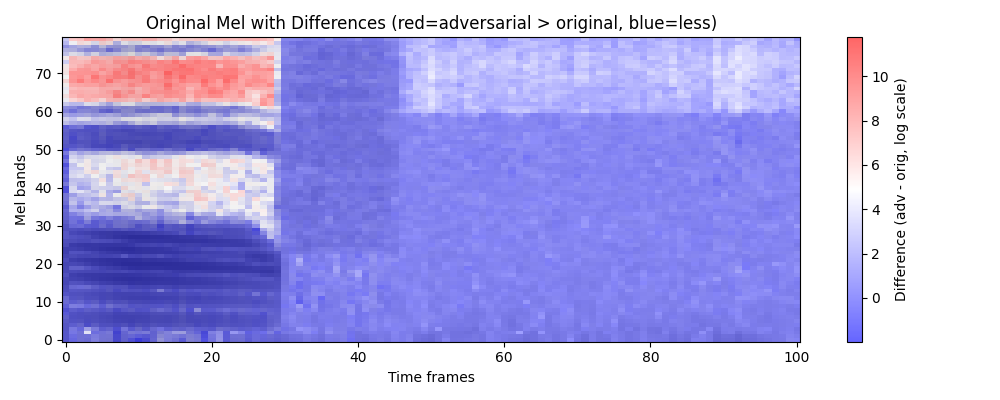 Original Mel with Differences (red=adversarial > original, blue=less)
Mel bands
70
60
50
40
30
20
10
0
0 20 40 60 80 100
Time frames
10
8
6
4
2
0
Difference (adv - orig, log scale)